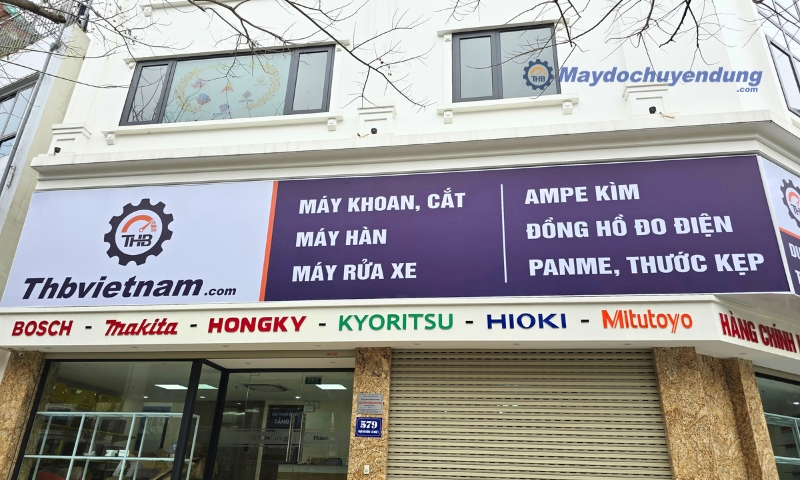 THB
Maydochuyendung
.com
THB
Thbvietnam.com
MÁY KHOAN, CẮT
MÁY HÀN
MÁY RỬA XE
AMPE KÌM
ĐỒNG HỒ ĐO ĐIỆN
PANME, THƯỚC KẸP
BOSCH - makita - HONGKY - KYORITSU - HIOKI - Mitutoyo
HÀNG CHÍNH
579